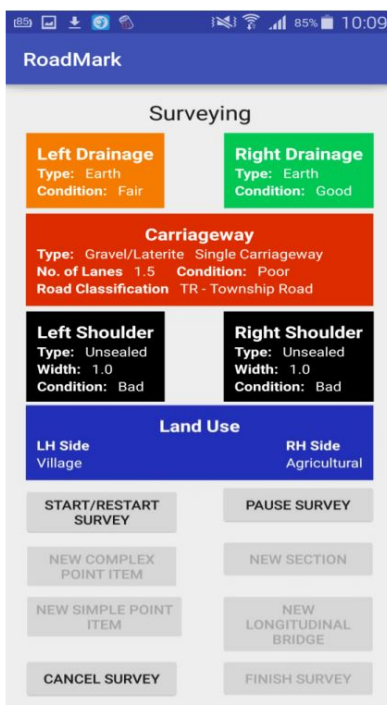 85 85% 10:09
RoadMark
Surveying
Left Drainage
Type: Earth
Condition: Fair
Right Drainage
Type: Earth
Condition: Good
Carriageway
Type: Gravel/Laterite Single Carriageway
No. of Lanes 1.5 Condition: Poor
Road Classification TR - Township Road
Left Shoulder
Type: Unsealed
Width: 1.0
Condition: Bad
Right Shoulder
Type: Unsealed
Width: 1.0
Condition: Bad
Land Use
LH Side
Village
RH Side
Agricultural
START/RESTART
SURVEY
PAUSE SURVEY
NEW COMPLEX
POINT ITEM
NEW SECTION
NEW SIMPLE POINT
ITEM
NEW
LONGITUDINAL
BRIDGE
CANCEL SURVEY
FINISH SURVEY